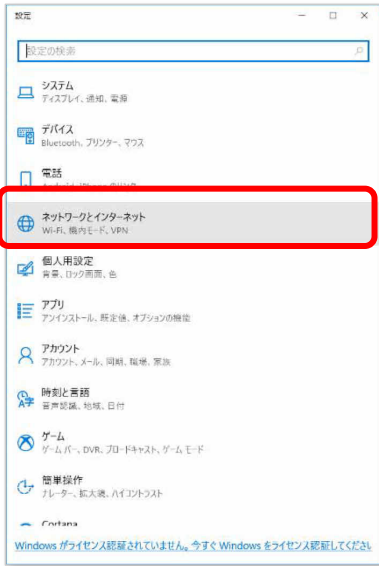 設定
設定の検索
システム
ディスプレイ、通知、電源
デバイス
Bluetooth、プリンター、マウス
電話
ネットワークとインターネット
Wi-Fi、機内モード、VPN
個人用設定
背景、ロック画面、色
アプリ
アンインストール、既定値、オプションの機能
アカウント
アカウント、メール、同期、職場、家族
時刻と言語
音声認識、地域、日付
ゲーム
ゲーム バー、DVR、ブロードキャスト、ゲーム モード
簡単操作
ナレーター、拡大鏡、ハイコントラスト
Cortana
Windows がライセンス認証されていません。今すぐ Windows をライセンス認証してくださ